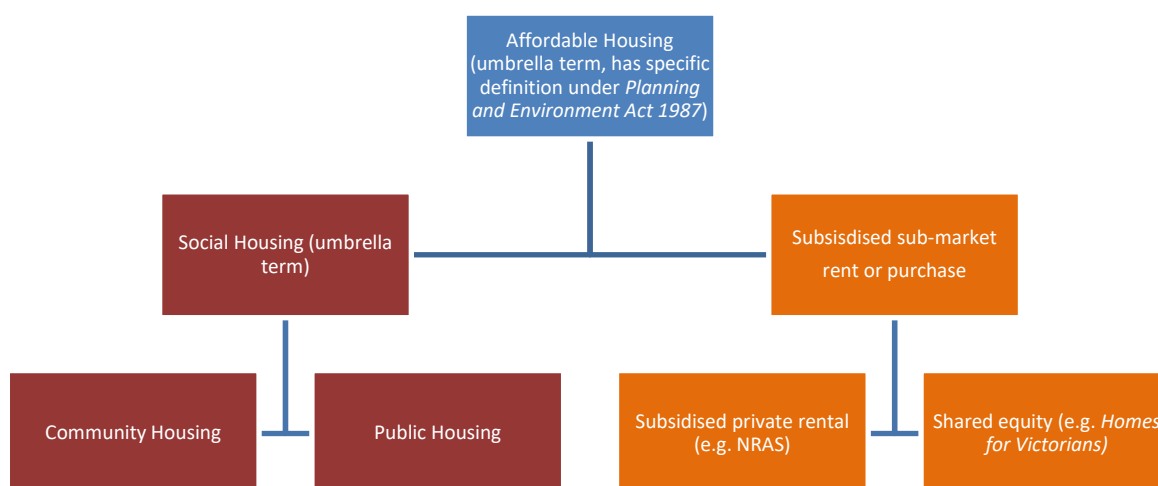 Affordable Housing
(umbrella term, has specific
definition under Planning
and Environment Act 1987)
Social Housing (umbrella
term)
Subsisdised sub-market
rent or purchase
Community Housing
Public Housing
Subsidised private rental
(e.g. NRAS)
Shared equity (e.g. Homes
for Victorians)